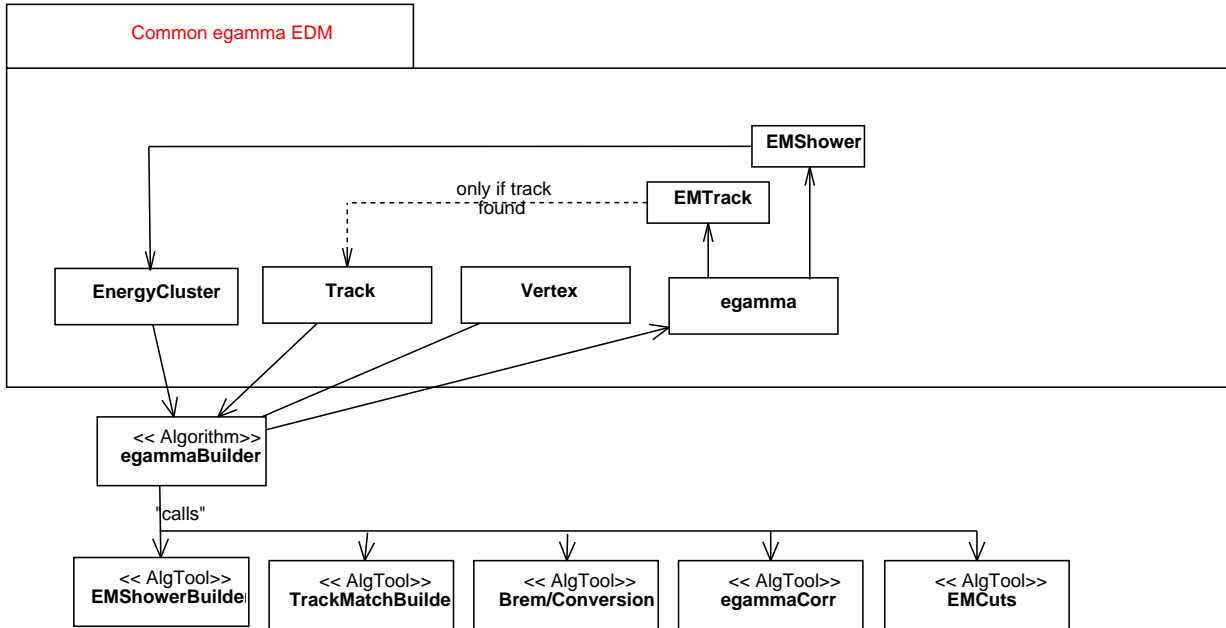 Common egamma EDM
EMShower
only if track
found
EMTrack
EnergyCluster
Track
Vertex
egamma
<< Algorithm>>
egammaBuilder
"calls"
<< AlgTool>>
EMShowerBuilde
<< AlgTool>>
TrackMatchBuilde
<< AlgTool>>
Brem/Conversion
<< AlgTool>>
egammaCorr
<< AlgTool>>
EMCuts